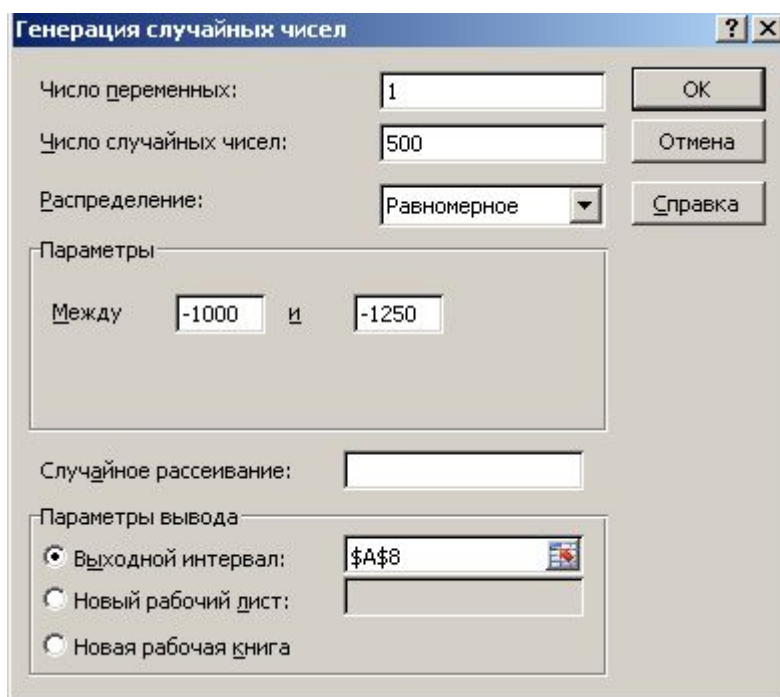 Генерация случайных чисел
Число переменных: 1 OK
Число случайных чисел: 500 Отмена
Распределение: Равномерное Справка
Параметры
Между -1000 и -1250
Случайное рассеивание:
Параметры вывода
Выходной интервал: $A$8
Новый рабочий лист:
Новая рабочая книга